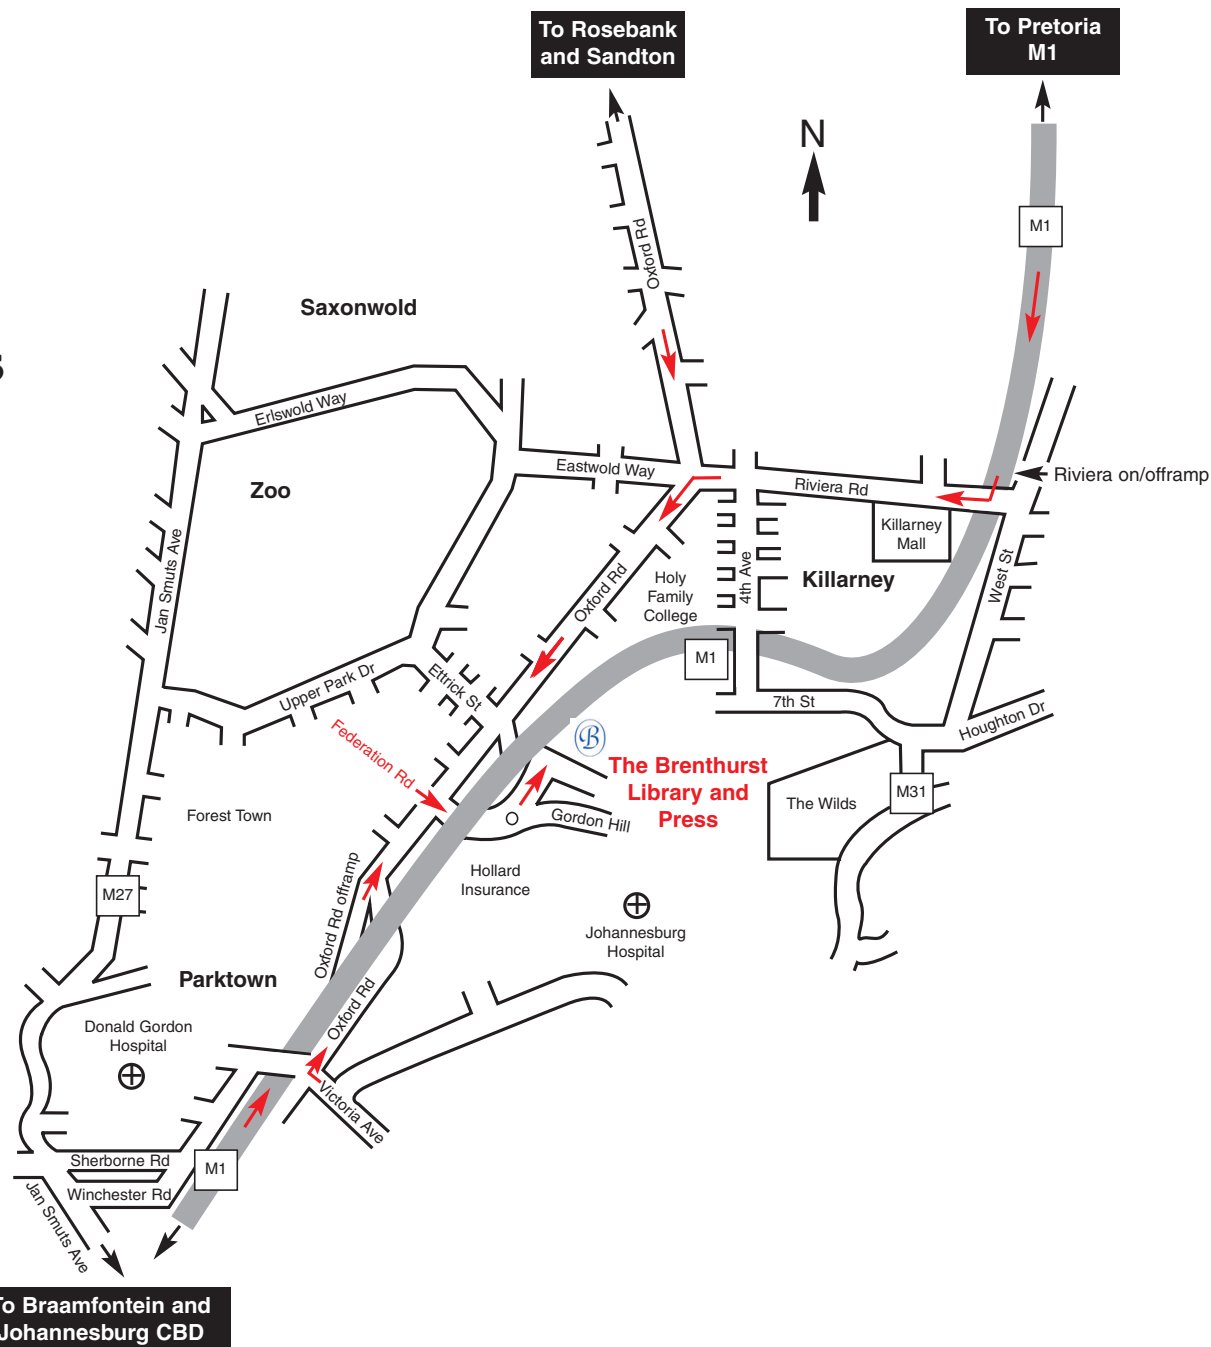 To Rosebank
and Sandton
To Pretoria
M1
N
M1
Oxford Rd
Saxonwold
Erlswold Way
Eastwold Way
Riviera Rd
Riviera on/offramp
Zoo
Killarney
Mall
Jan Smuts Ave
Oxford Rd
Holy
Family
College
4th Ave
Killarney
West St
M1
Upper Park Dr
Ettrick St
7th St
Houghton Dr
Federation Rd
B
The Brenthurst
Library and
Press
The Wilds
M31
Forest Town
Gordon Hill
Hollard
Insurance
M27
Oxford Rd offramp
Johannesburg
Hospital
Parktown
Oxford Rd
Donald Gordon
Hospital
Victoria Ave
Sherborne Rd
M1
Winchester Rd
Jan Smuts Ave
To Braamfontein and
Johannesburg CBD